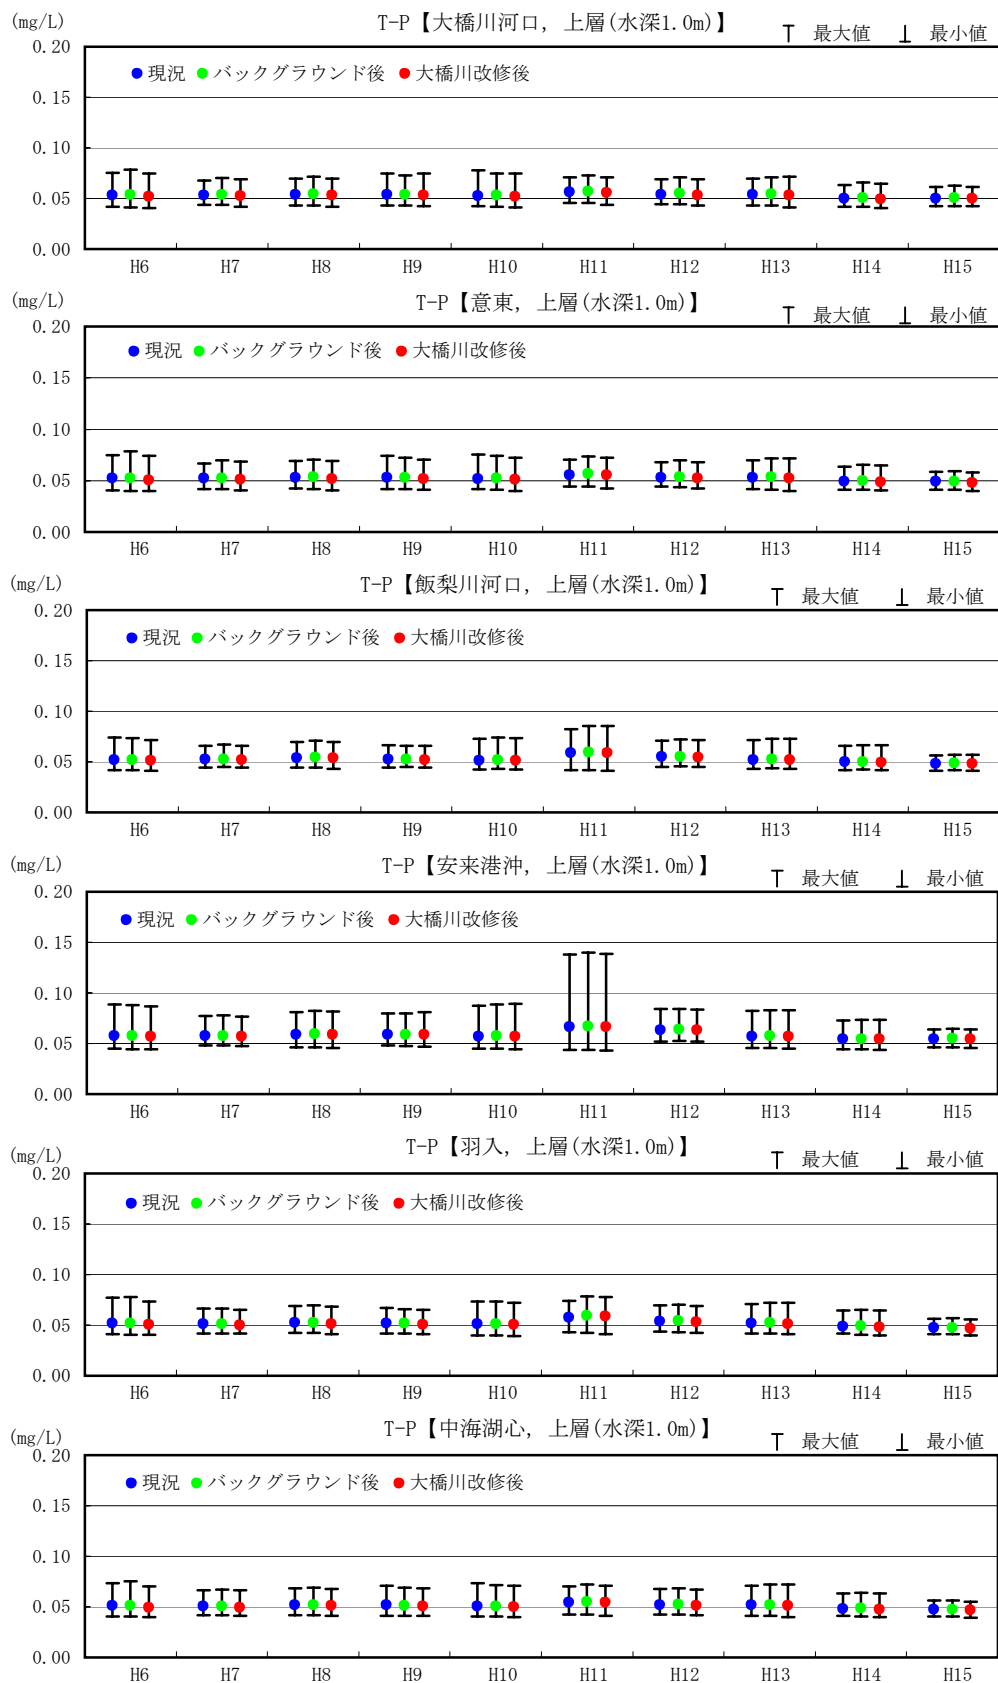 (mg/L) T-P【大橋川河口, 上層(水深1.0m)】 最大値 最小値
0.20
現況 バックグラウンド後 大橋川改修後
0.15
0.10
0.05
0.00
H6 H7 H8 H9 H10 H11 H12 H13 H14 H15
(mg/L) T-P【意東, 上層(水深1.0m)】 最大値 最小値
0.20
現況 バックグラウンド後 大橋川改修後
0.15
0.10
0.05
0.00
H6 H7 H8 H9 H10 H11 H12 H13 H14 H15
(mg/L) T-P【飯梨川河口, 上層(水深1.0m)】 最大値 最小値
0.20
現況 バックグラウンド後 大橋川改修後
0.15
0.10
0.05
0.00
H6 H7 H8 H9 H10 H11 H12 H13 H14 H15
(mg/L) T-P【安来港沖, 上層(水深1.0m)】 最大値 最小値
0.20
現況 バックグラウンド後 大橋川改修後
0.15
0.10
0.05
0.00
H6 H7 H8 H9 H10 H11 H12 H13 H14 H15
(mg/L) T-P【羽入, 上層(水深1.0m)】 最大値 最小値
0.20
現況 バックグラウンド後 大橋川改修後
0.15
0.10
0.05
0.00
H6 H7 H8 H9 H10 H11 H12 H13 H14 H15
(mg/L) T-P【中海湖心, 上層(水深1.0m)】 最大値 最小値
0.20
現況 バックグラウンド後 大橋川改修後
0.15
0.10
0.05
0.00
H6 H7 H8 H9 H10 H11 H12 H13 H14 H15